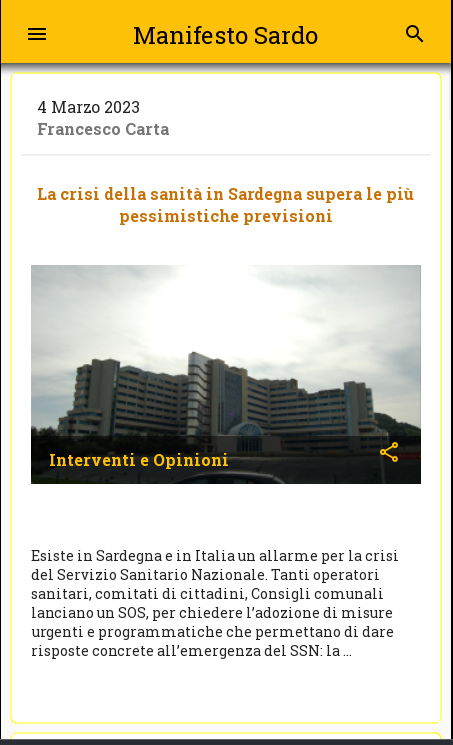 Manifesto Sardo
4 Marzo 2023
Francesco Carta
La crisi della sanità in Sardegna supera le più
pessimistiche previsioni
Interventi e Opinioni
Esiste in Sardegna e in Italia un allarme per la crisi
del Servizio Sanitario Nazionale. Tanti operatori
sanitari, comitati di cittadini, Consigli comunali
lanciano un SOS, per chiedere l’adozione di misure
urgenti e programmatiche che permettano di dare
risposte concrete all’emergenza del SSN: la ...